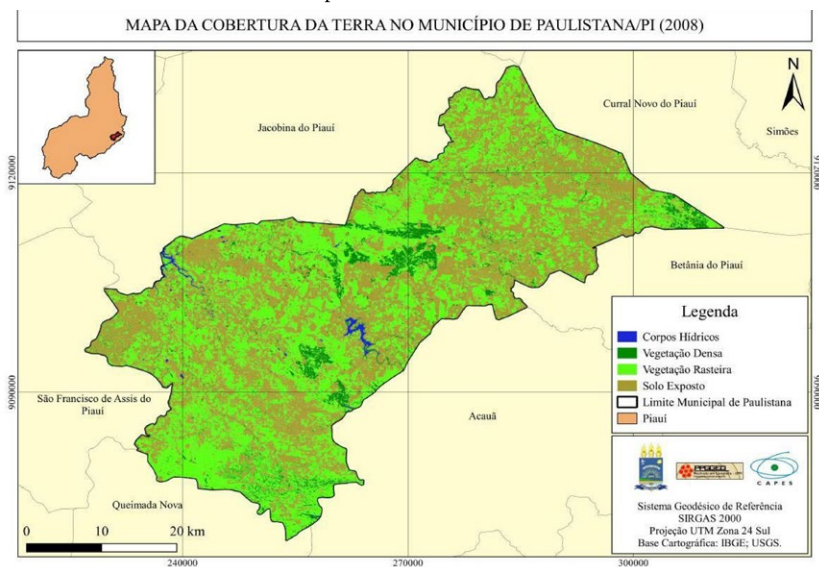 MAPA DA COBERTURA DA TERRA NO MUNICÍPIO DE PAULISTANA/PI (2008)
N
Curral Novo do Piauí
Simões
Jacobina do Piauí
9120000
9120000
Betânia do Piauí
Legenda
Corpos Hídricos
Vegetação Densa
Vegetação Rasteira
Solo Exposto
Limite Municipal de Paulistana
Piauí
9090000
São Francisco de Assis do
Piauí
Acauã
PPGGEO
CAPES
Sistema Geodésico de Referência
SIRGAS 2000
Projeção UTM Zona 24 Sul
Base Cartográfica: IBGE; USGS.
Queimada Nova
0 10 20 km
240000
270000
300000